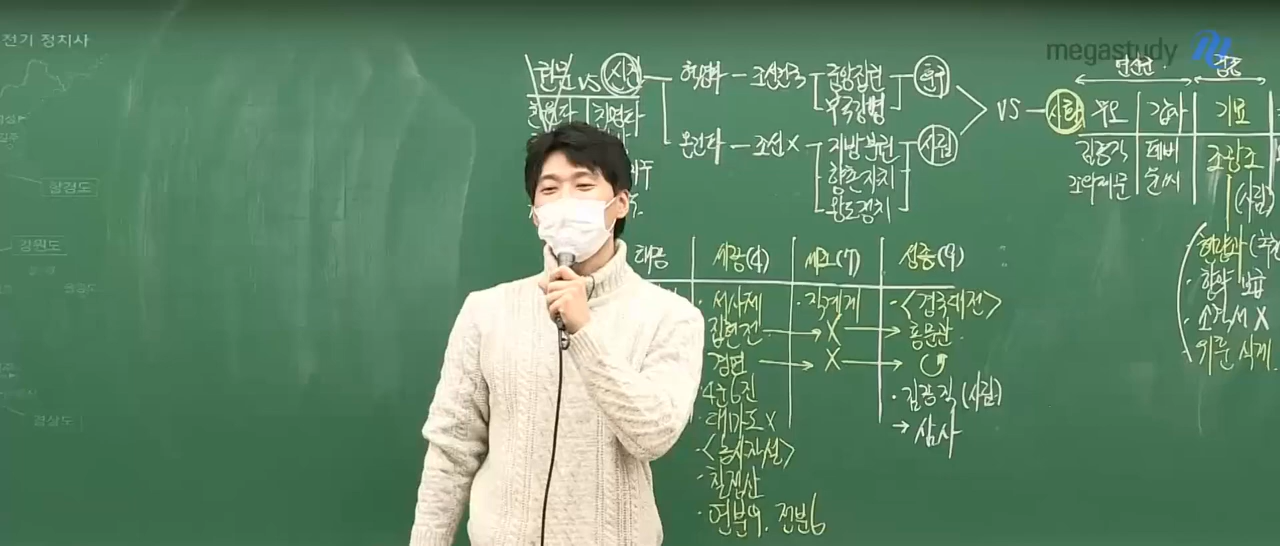 전기 정치사
megastudy
권문 vs 사대
혁명파 - 조선건국 - 중앙집권 훈구
부국강병
온건파 - 조선 X - 지방분권 사림
향촌자치
왕도정치
VS - 사화
무오 갑자 기묘
김종직 폐비
조의제문 윤씨
조광조
(사림)
현량과
· 향약 보급
· 소격서 X
· 위훈 삭제
함경도
강원도
경상도
태종 세종(4) 세조(7) 성종(9)
· 서사제 · 직계제 · <경국대전>
집현전 → X → 홍문관
경연 → X →
· 4군6진 · 김종직 (사림)
· 대마도 X → 삼사
· <농사직설>
· 칠정산
· 연분9, 전분6